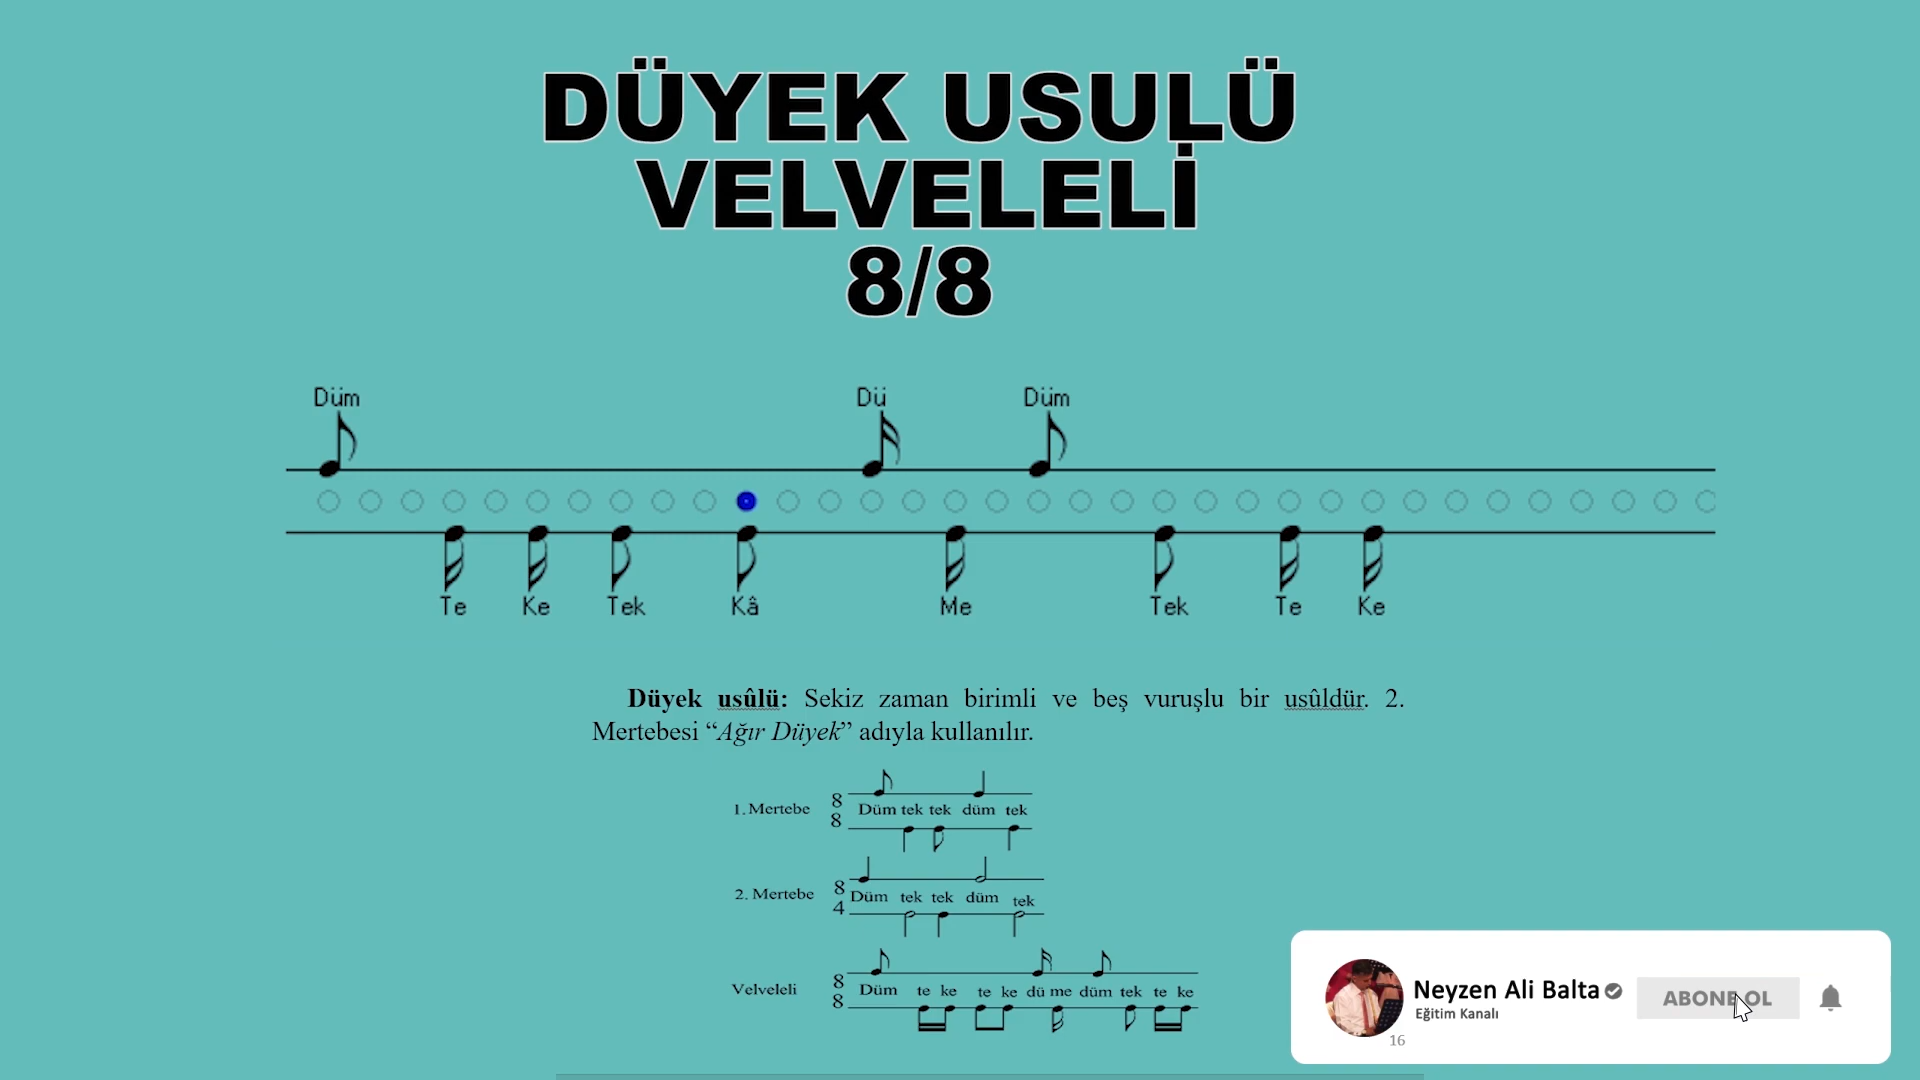 DÜYEK USULÜ
VELVELELİ
8/8
Düm Dü Düm
Te Ke Tek Kâ Me Tek Te Ke
Düyek usûlü: Sekiz zaman birimli ve beş vuruşlu bir usûldür. 2.
Mertebesi “Ağır Düyek” adıyla kullanılır.
1. Mertebe 8 8 Düm tek tek düm tek
2. Mertebe 8 4 Düm tek tek düm tek
Velveleli 8 8 Düm te ke te ke dü me düm tek te ke
Neyzen Ali Balta
Eğitim Kanalı
ABONE OL
16